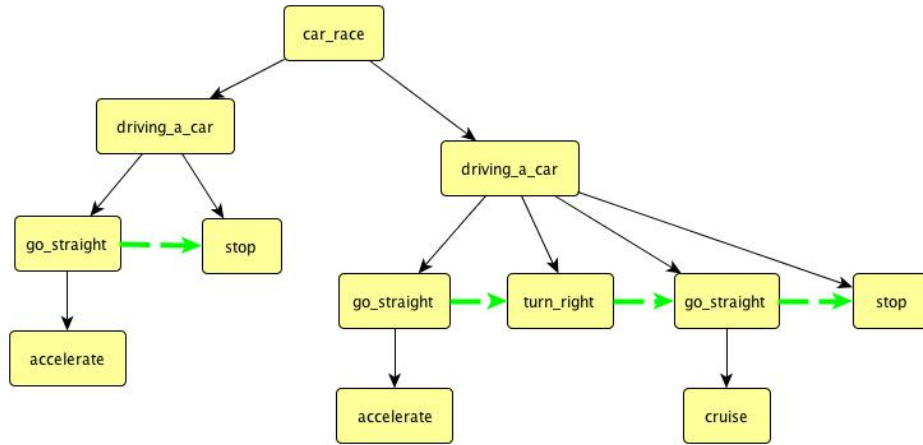 car_race
driving_a_car
driving_a_car
go_straight
stop
go_straight
turn_right
go_straight
stop
accelerate
accelerate
cruise